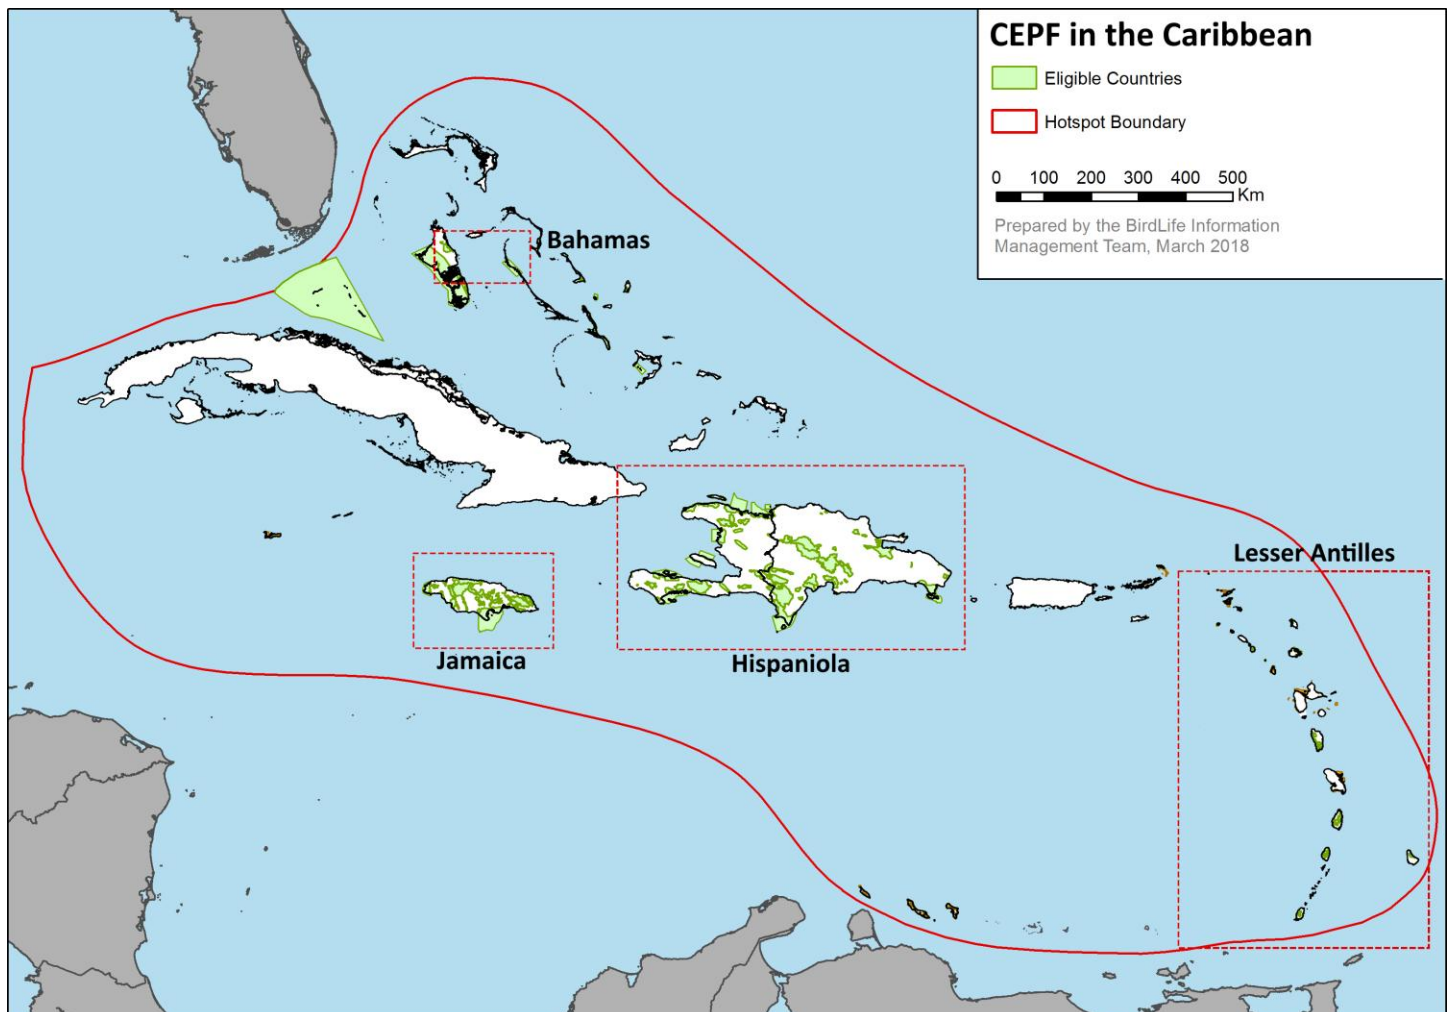 CEPF in the Caribbean
Eligible Countries
Hotspot Boundary
0 100 200 300 400 500
Km
Prepared by the BirdLife Information
Management Team, March 2018
Bahamas
Lesser Antilles
Jamaica
Hispaniola